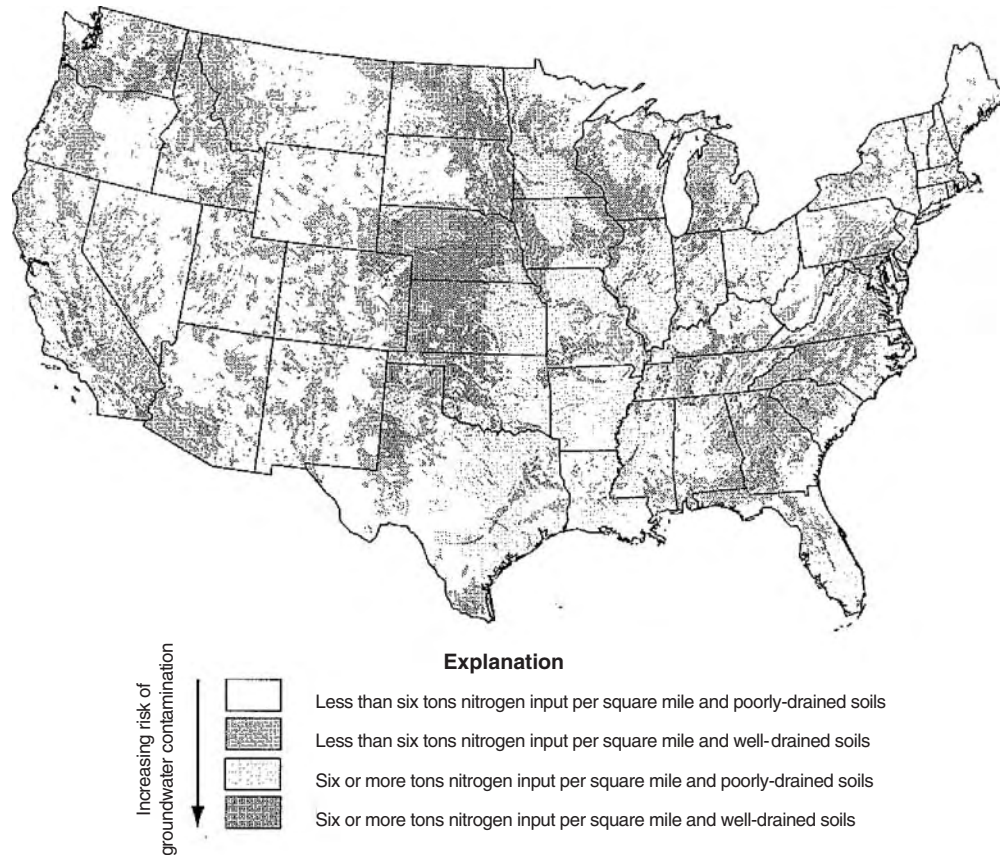 Explanation
Increasing risk of
groundwater contamination
Less than six tons nitrogen input per square mile and poorly-drained soils
Less than six tons nitrogen input per square mile and well-drained soils
Six or more tons nitrogen input per square mile and poorly-drained soils
Six or more tons nitrogen input per square mile and well-drained soils